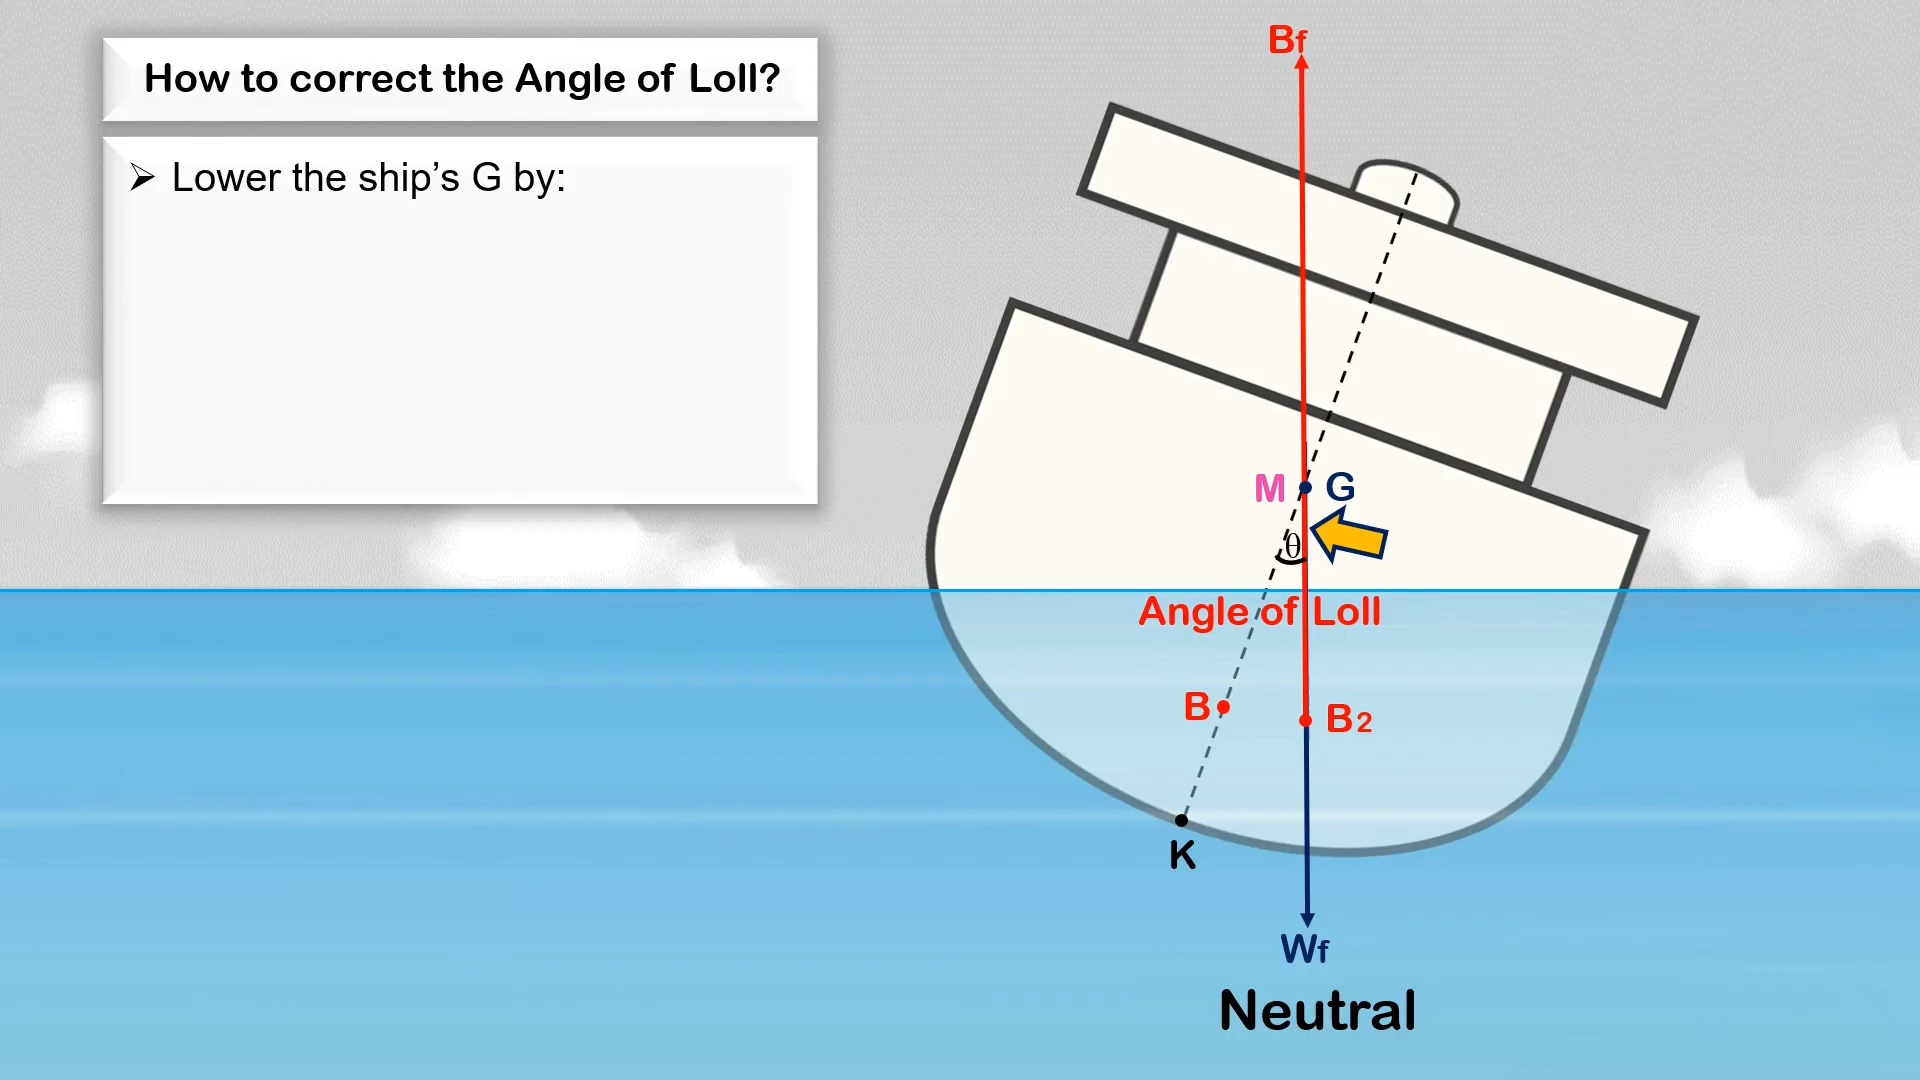 How to correct the Angle of Loll?
➢ Lower the ship’s G by:
Bf
M G
θ
Angle of Loll
B B2
K
Wf
Neutral